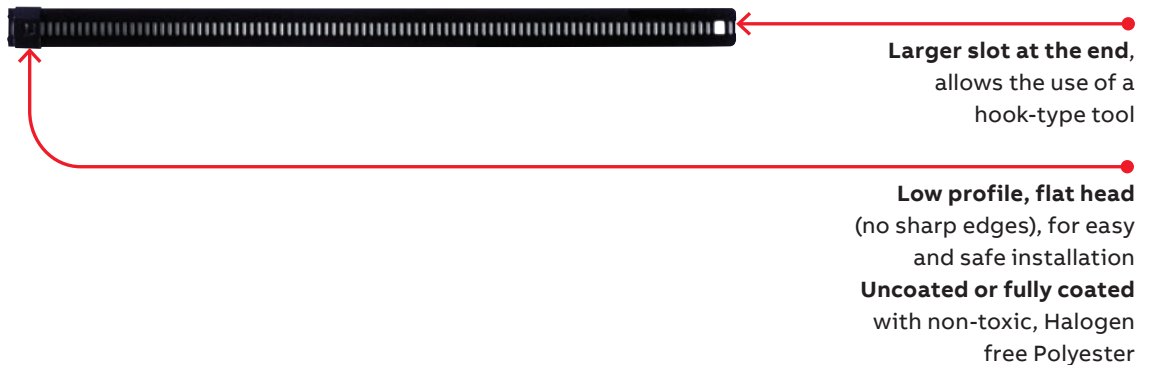 Larger slot at the end,
allows the use of a
hook-type tool
Low profile, flat head
(no sharp edges), for easy
and safe installation
Uncoated or fully coated
with non-toxic, Halogen
free Polyester